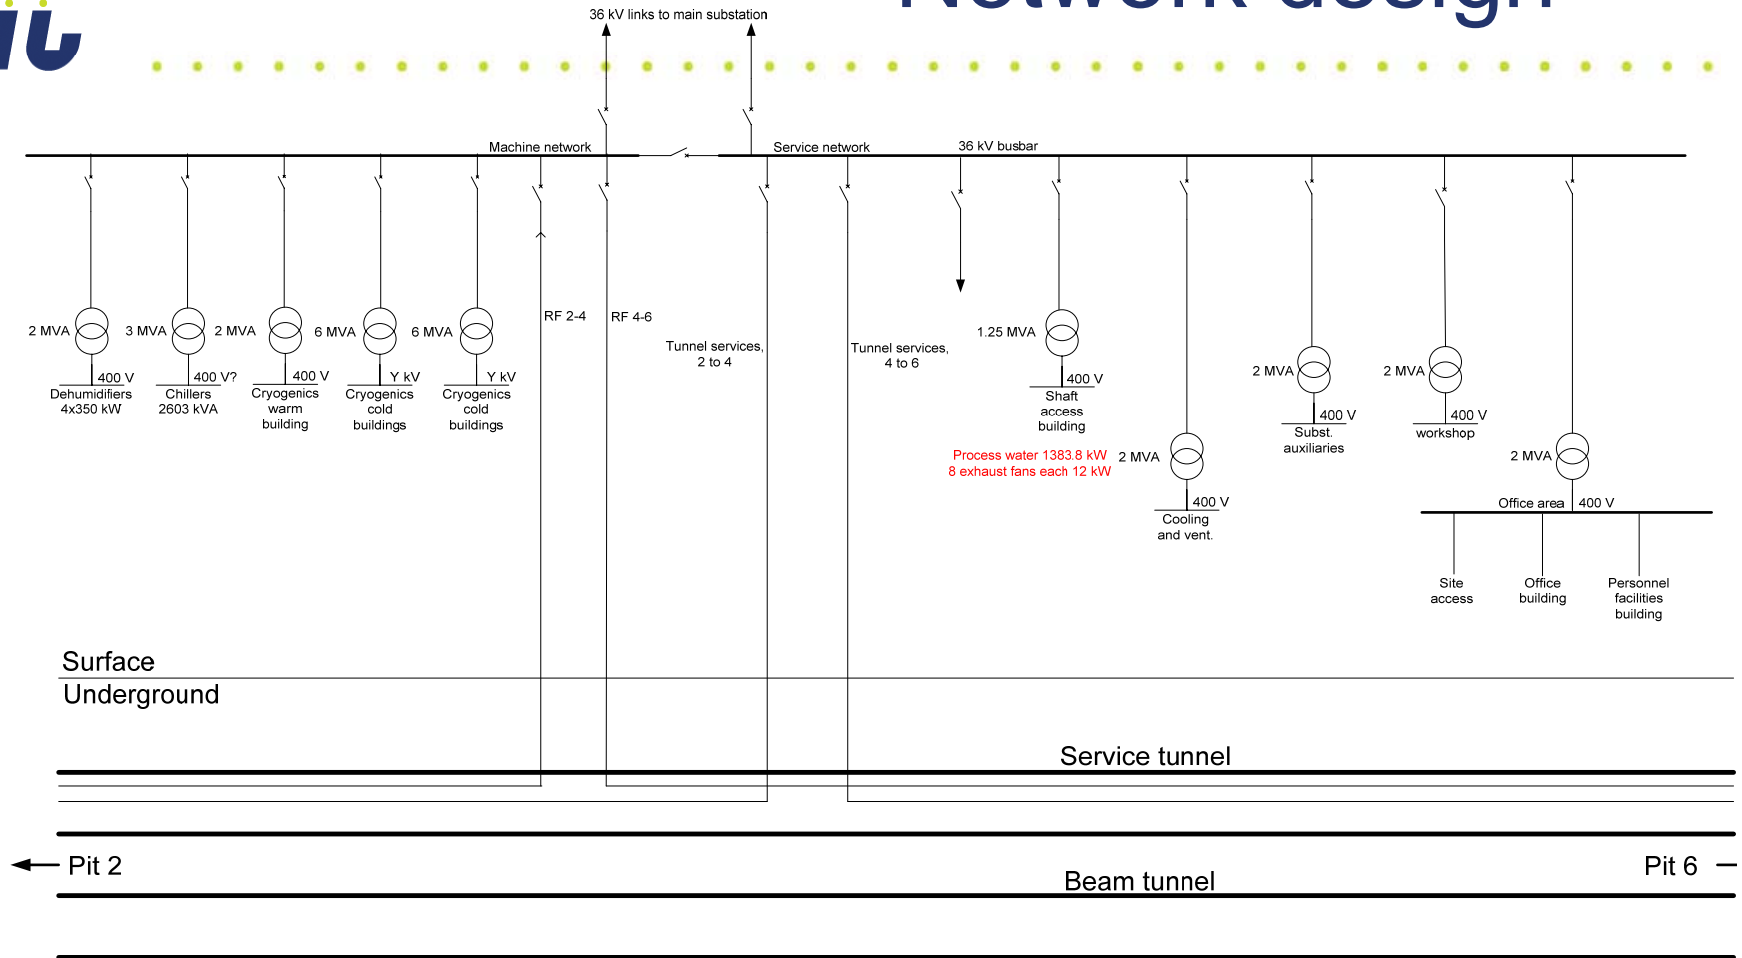 Network design
36 kV links to main substation
Machine network
Service network
36 kV busbar
2 MVA
3 MVA
2 MVA
6 MVA
6 MVA
RF 2-4
RF 4-6
Tunnel services,
2 to 4
Tunnel services,
4 to 6
1.25 MVA
2 MVA
2 MVA
400 V
Dehumidifiers
4x350 kW
400 V?
Chillers
2603 kVA
400 V
Cryogenics
warm
building
Y kV
Cryogenics
cold
buildings
Y kV
Cryogenics
cold
buildings
400 V
Shaft
access
building
400 V
Subst.
auxiliaries
400 V
workshop
Process water 1383.8 kW
8 exhaust fans each 12 kW
2 MVA
400 V
Cooling
and vent.
2 MVA
Office area
400 V
Site
access
Office
building
Personnel
facilities
building
Surface
Underground
Service tunnel
Pit 2
Pit 6
Beam tunnel